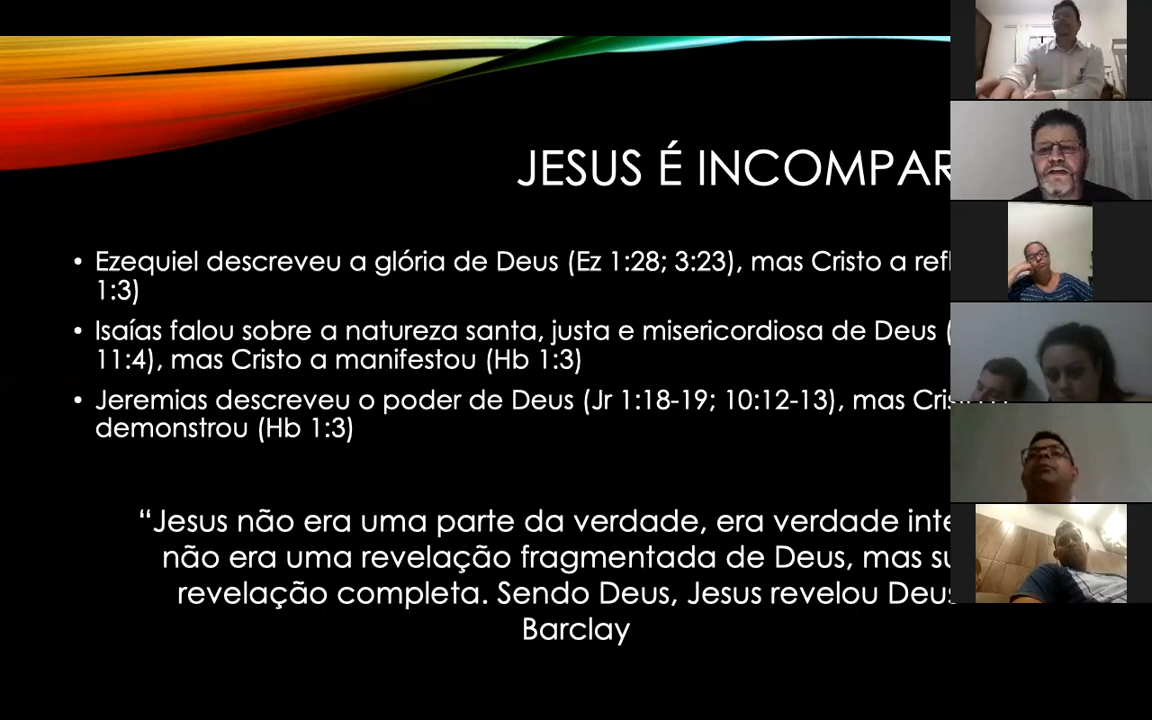 JESUS É INCOMPAR
• Ezequiel descreveu a glória de Deus (Ez 1:28; 3:23), mas Cristo a refl
1:3)
• Isaías falou sobre a natureza santa, justa e misericordiosa de Deus (
11:4), mas Cristo a manifestou (Hb 1:3)
• Jeremias descreveu o poder de Deus (Jr 1:18-19; 10:12-13), mas Cristo
demonstrou (Hb 1:3)
“Jesus não era uma parte da verdade, era verdade inte
não era uma revelação fragmentada de Deus, mas su
revelação completa. Sendo Deus, Jesus revelou Deus
Barclay